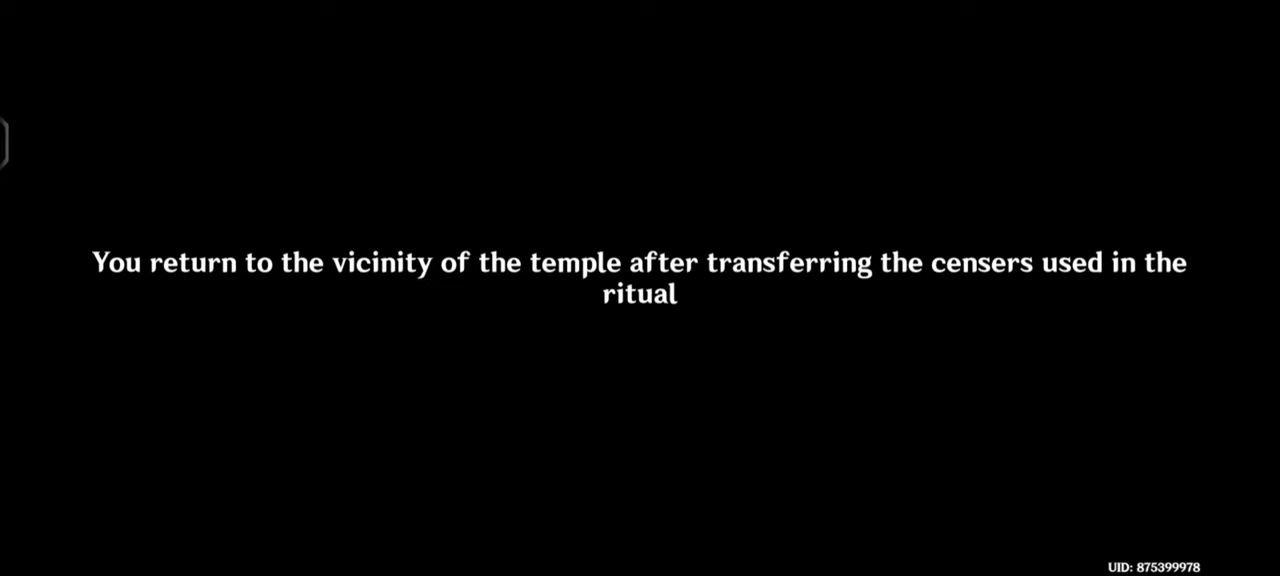 You return to the vicinity of the temple after transferring the censers used in the
ritual
UID: 875399978